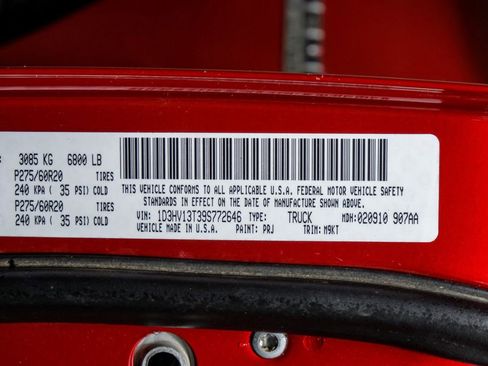 3085 KG 6800 LB
P275/60R20 TIRES
240 KPA ( 35 PSI) COLD
P275/60R20 TIRES
240 KPA ( 35 PSI) COLD
THIS VEHICLE CONFORMS TO ALL APPLICABLE U.S.A. FEDERAL MOTOR VEHICLE SAFETY
STANDARDS IN EFFECT ON THE DATE OF MANUFACTURE SHOWN ABOVE.
VIN: 1D3HV13T39S772646 TYPE: TRUCK MDH:020910 907AA
VEHICLE MADE IN U.S.A. PAINT: PRJ TRIM: M9KT